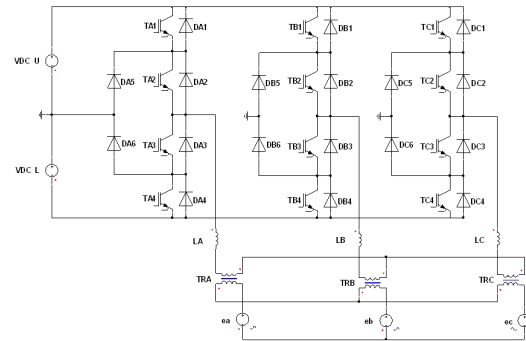 TA1 DA1 TB1 DB1 TC1 DC1
VDC U
DA5 TA2 DA2 DB5 TB2 DB2 DC5 TC2 DC2
DA6 TA3 DA3 DB6 TB3 DB3 DC6 TC3 DC3
VDC L
TA4 DA4 TB4 DB4 TC4 DC4
LA LB LC
TRA TRB TRC
ea eb ec